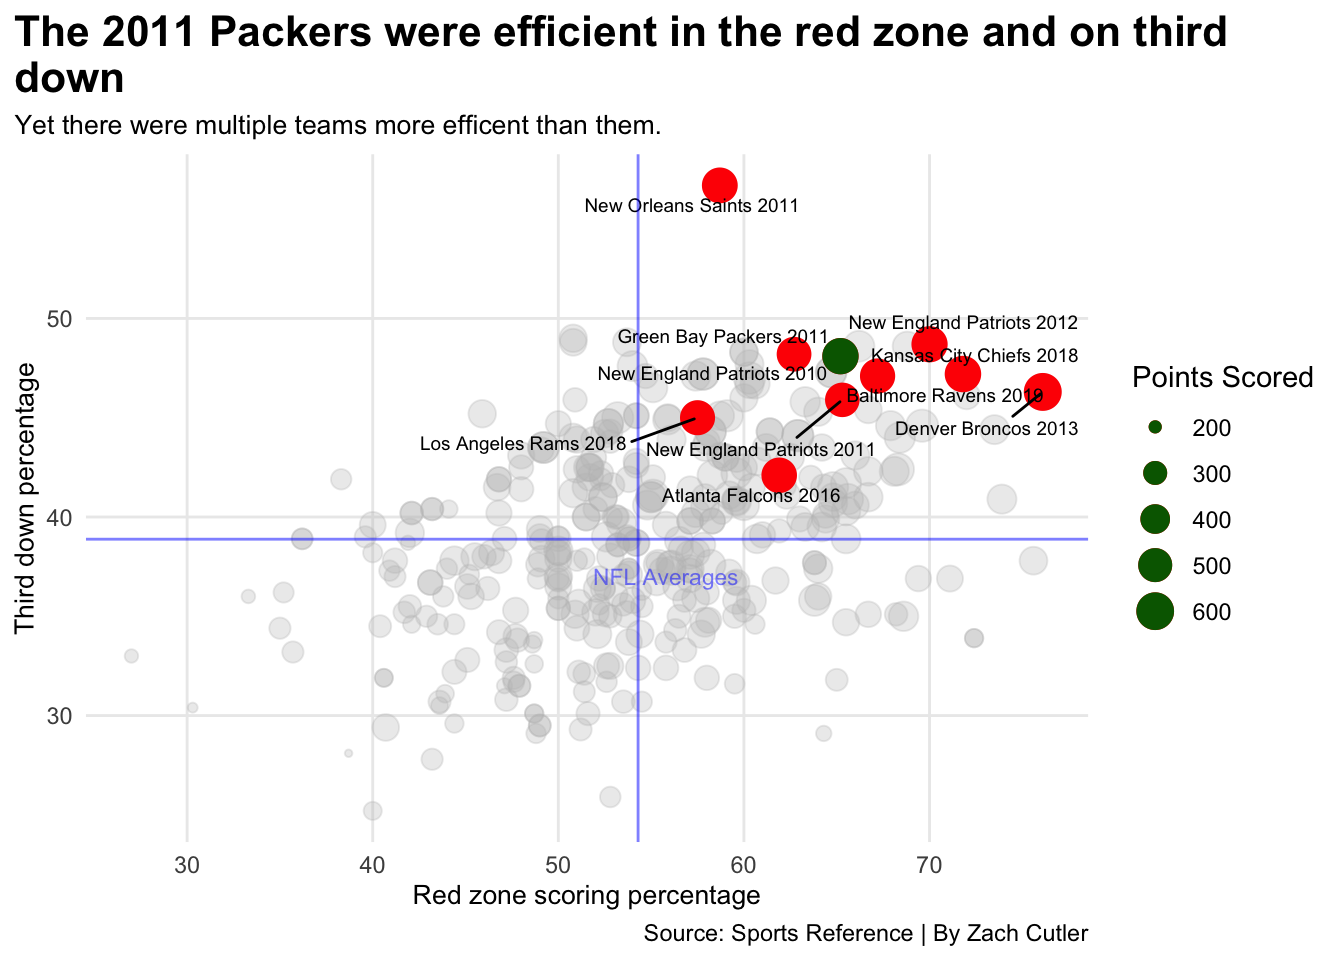 The 2011 Packers were efficient in the red zone and on third
down
Yet there were multiple teams more efficent than them.
New Orleans Saints 2011
New England Patriots 2012
Green Bay Packers 2011
Kansas City Chiefs 2018
New England Patriots 2010
Baltimore Ravens 2019
Denver Broncos 2013
Los Angeles Rams 2018
New England Patriots 2011
Atlanta Falcons 2016
NFL Averages
50
40
30
Third down percentage
30
40
50
60
70
Red zone scoring percentage
Points Scored
200
300
400
500
600
Source: Sports Reference | By Zach Cutler